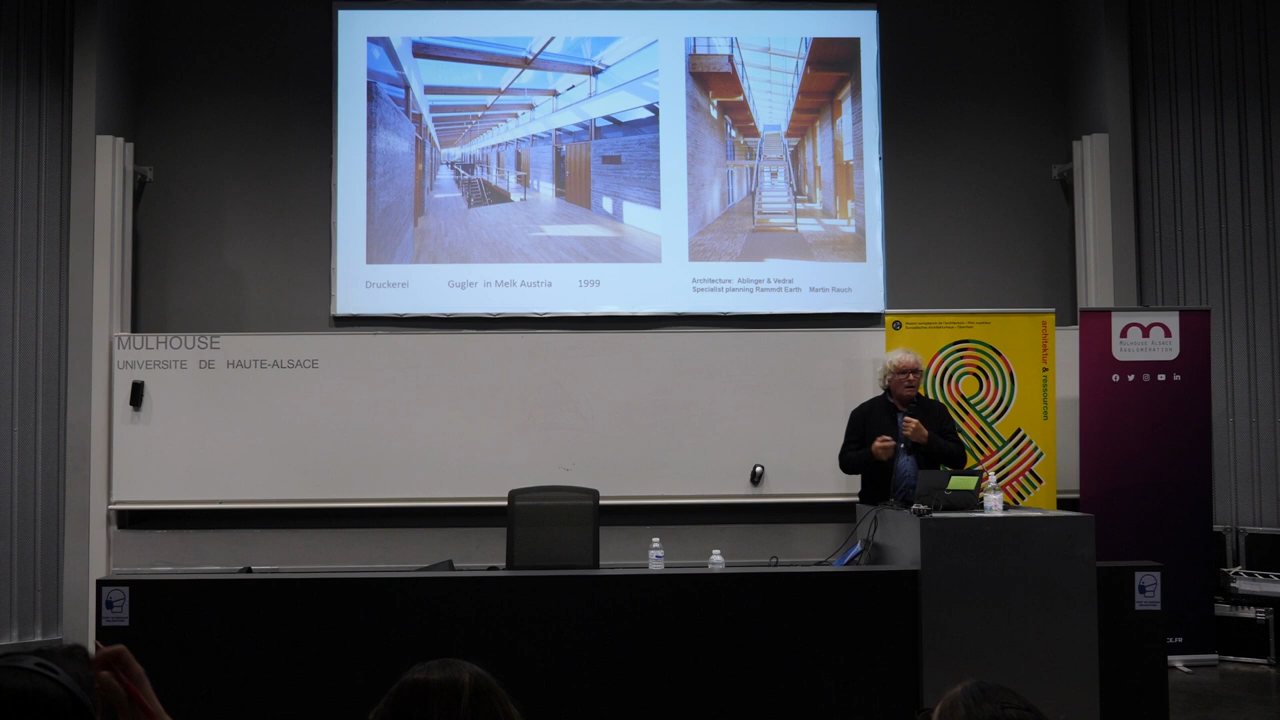 Druckerei Gugler in Melk Austria 1999
Architecture: Ablinger & Vedral
Specialist planning Rammdt Earth Martin Rauch
MULHOUSE
UNIVERSITE DE HAUTE-ALSACE
architektur & ressourcen
MULHOUSE ALSACE
AGGLOMÉRATION